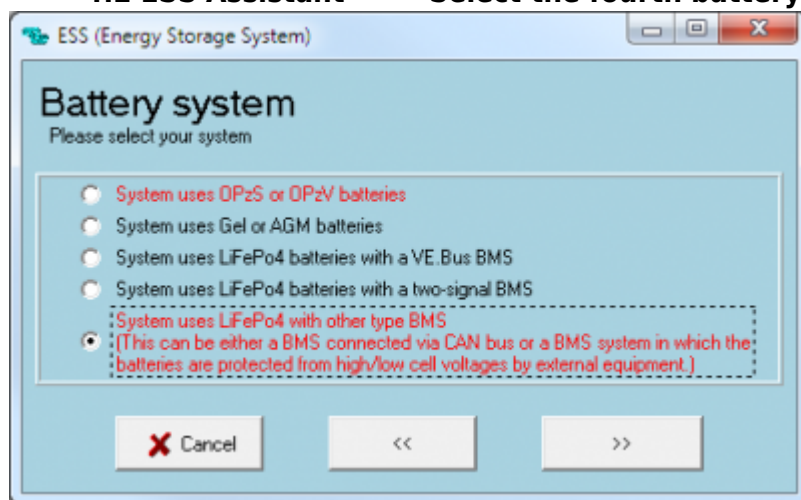 ESS Assistant
Select the fourth battery
ESS (Energy Storage System)
Battery system
Please select your system
System uses OPzS or OPzV batteries
System uses Gel or AGM batteries
System uses LiFePo4 batteries with a VE.Bus BMS
System uses LiFePo4 batteries with a two-signal BMS
System uses LiFePo4 with other type BMS
(This can be either a BMS connected via CAN bus or a BMS system in which the
batteries are protected from high/low cell voltages by external equipment.)
Cancel
<<
>>